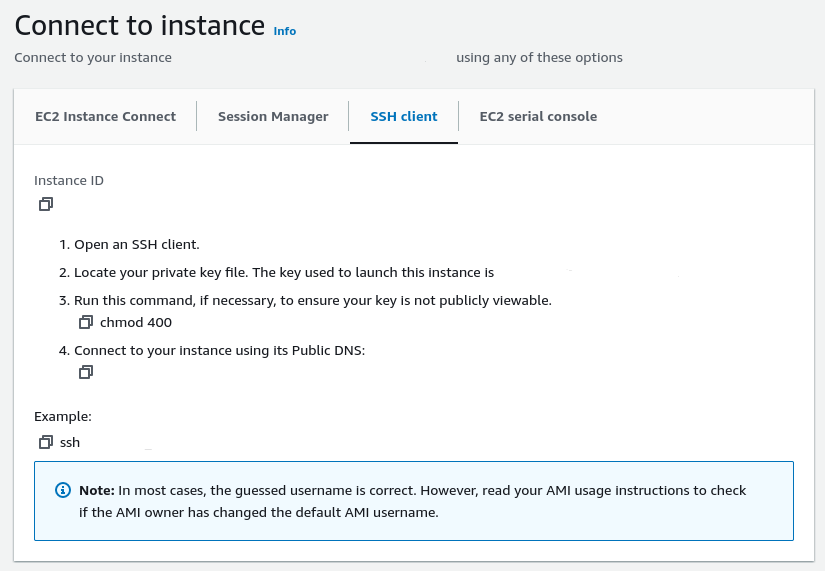 Connect to instance Info
Connect to your instance using any of these options
EC2 Instance Connect Session Manager SSH client EC2 serial console
Instance ID
1. Open an SSH client.
2. Locate your private key file. The key used to launch this instance is
3. Run this command, if necessary, to ensure your key is not publicly viewable.
chmod 400
4. Connect to your instance using its Public DNS:
Example:
ssh
Note: In most cases, the guessed username is correct. However, read your AMI usage instructions to check
if the AMI owner has changed the default AMI username.